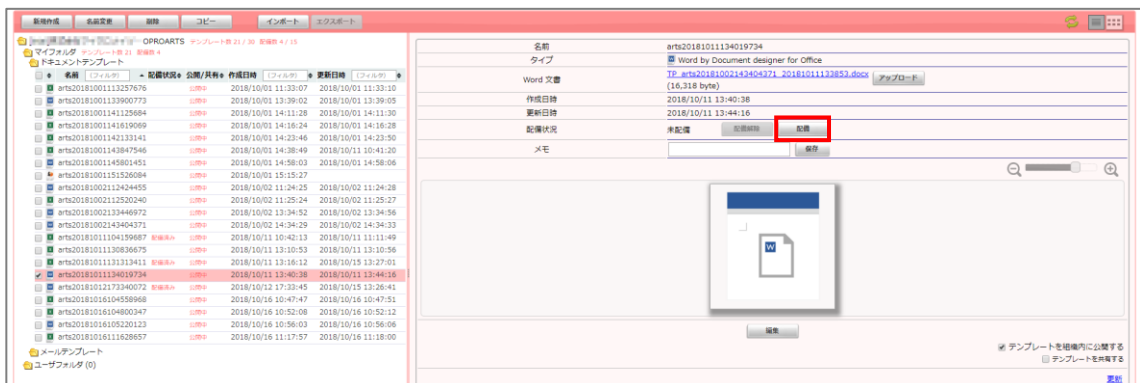 新規作成 名前変更 削除 コピー インポート エクスポート
OPROARTS テンプレート数 21 / 30 配備数 4 / 15
マイフォルダ テンプレート数 21 配備数 4
ドキュメントテンプレート
名前 (フィルタ) 配備状況 公開/共有 作成日時 (フィルタ) 更新日時 (フィルタ)
arts20181001113257676 公開中 2018/10/01 11:33:07 2018/10/01 11:33:10
arts20181001133900773 公開中 2018/10/01 13:39:02 2018/10/01 13:39:05
arts20181001141125684 公開中 2018/10/01 14:11:28 2018/10/01 14:11:30
arts20181001141619069 公開中 2018/10/01 14:16:24 2018/10/01 14:16:28
arts20181001142133141 公開中 2018/10/01 14:23:46 2018/10/01 14:23:50
arts20181001143847546 公開中 2018/10/01 14:38:49 2018/10/11 10:41:20
arts20181001145801451 公開中 2018/10/01 14:58:03 2018/10/01 14:58:06
arts20181001151526084 公開中 2018/10/01 15:15:27
arts20181002112424455 公開中 2018/10/02 11:24:25 2018/10/02 11:24:28
arts20181002112520240 公開中 2018/10/02 11:25:24 2018/10/02 11:25:27
arts20181002133446972 公開中 2018/10/02 13:34:52 2018/10/02 13:34:56
arts20181002143404371 公開中 2018/10/02 14:34:29 2018/10/02 14:34:33
arts20181011104159687 配備済み 公開中 2018/10/11 10:42:13 2018/10/11 11:11:49
arts20181011130836675 公開中 2018/10/11 13:10:53 2018/10/11 13:10:56
arts20181011131313411 配備済み 公開中 2018/10/11 13:16:12 2018/10/15 13:27:01
arts20181011134019734 公開中 2018/10/11 13:40:38 2018/10/11 13:44:16
arts20181012173340072 配備済み 公開中 2018/10/12 17:33:45 2018/10/15 13:26:41
arts20181016104558968 公開中 2018/10/16 10:47:47 2018/10/16 10:47:51
arts20181016104800347 公開中 2018/10/16 10:52:08 2018/10/16 10:52:12
arts20181016105220123 公開中 2018/10/16 10:56:03 2018/10/16 10:56:06
arts20181016111628657 公開中 2018/10/16 11:17:57 2018/10/16 11:18:00
メールテンプレート
ユーザフォルダ (0)
名前 arts20181011134019734
タイプ Word by Document designer for Office
Word 文書 TP_arts20181002143404371_20181011133853.docx アップロード
(16,318 byte)
作成日時 2018/10/11 13:40:38
更新日時 2018/10/11 13:44:16
配備状況 未配備 配備解除 配備
メモ 保存
W
編集
テンプレートを組織内に公開する
テンプレートを共有する
更新